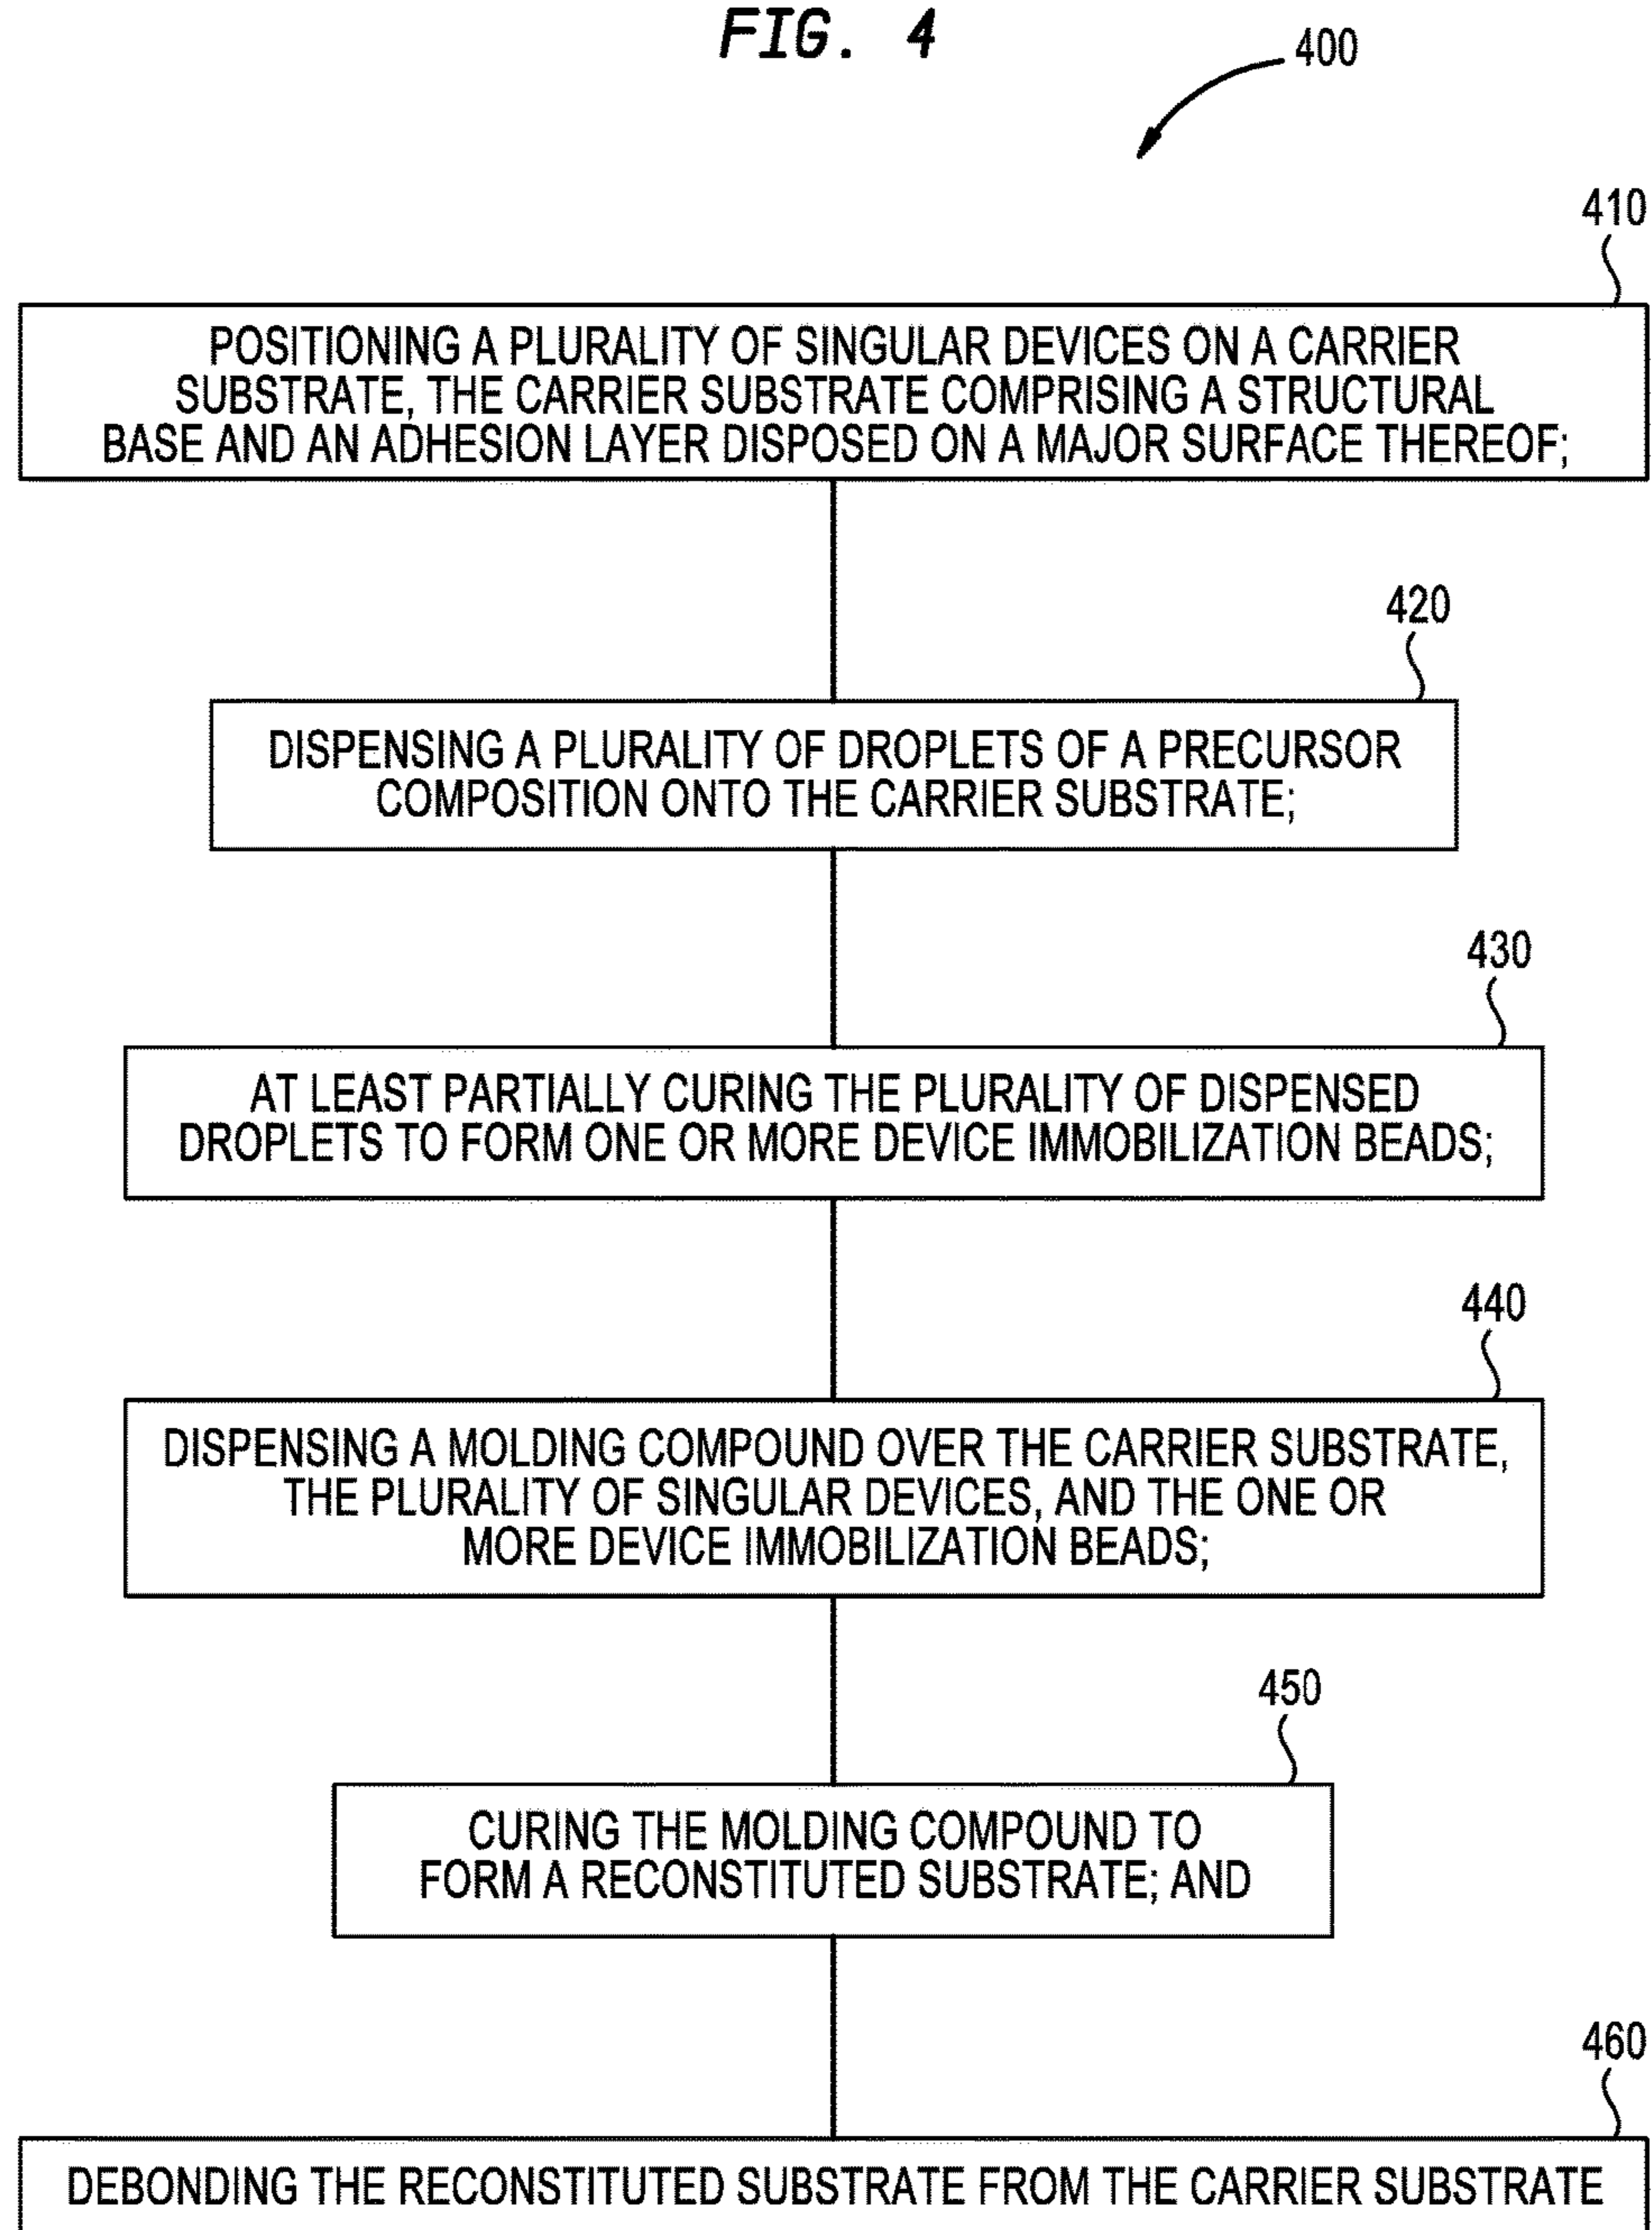 FIG. 4
400
410
POSITIONING A PLURALITY OF SINGULAR DEVICES ON A CARRIER
SUBSTRATE, THE CARRIER SUBSTRATE COMPRISING A STRUCTURAL
BASE AND AN ADHESION LAYER DISPOSED ON A MAJOR SURFACE THEREOF;
420
DISPENSING A PLURALITY OF DROPLETS OF A PRECURSOR
COMPOSITION ONTO THE CARRIER SUBSTRATE;
430
AT LEAST PARTIALLY CURING THE PLURALITY OF DISPENSED
DROPLETS TO FORM ONE OR MORE DEVICE IMMOBILIZATION BEADS;
440
DISPENSING A MOLDING COMPOUND OVER THE CARRIER SUBSTRATE,
THE PLURALITY OF SINGULAR DEVICES, AND THE ONE OR
MORE DEVICE IMMOBILIZATION BEADS;
450
CURING THE MOLDING COMPOUND TO
FORM A RECONSTITUTED SUBSTRATE; AND
460
DEBONDING THE RECONSTITUTED SUBSTRATE FROM THE CARRIER SUBSTRATE